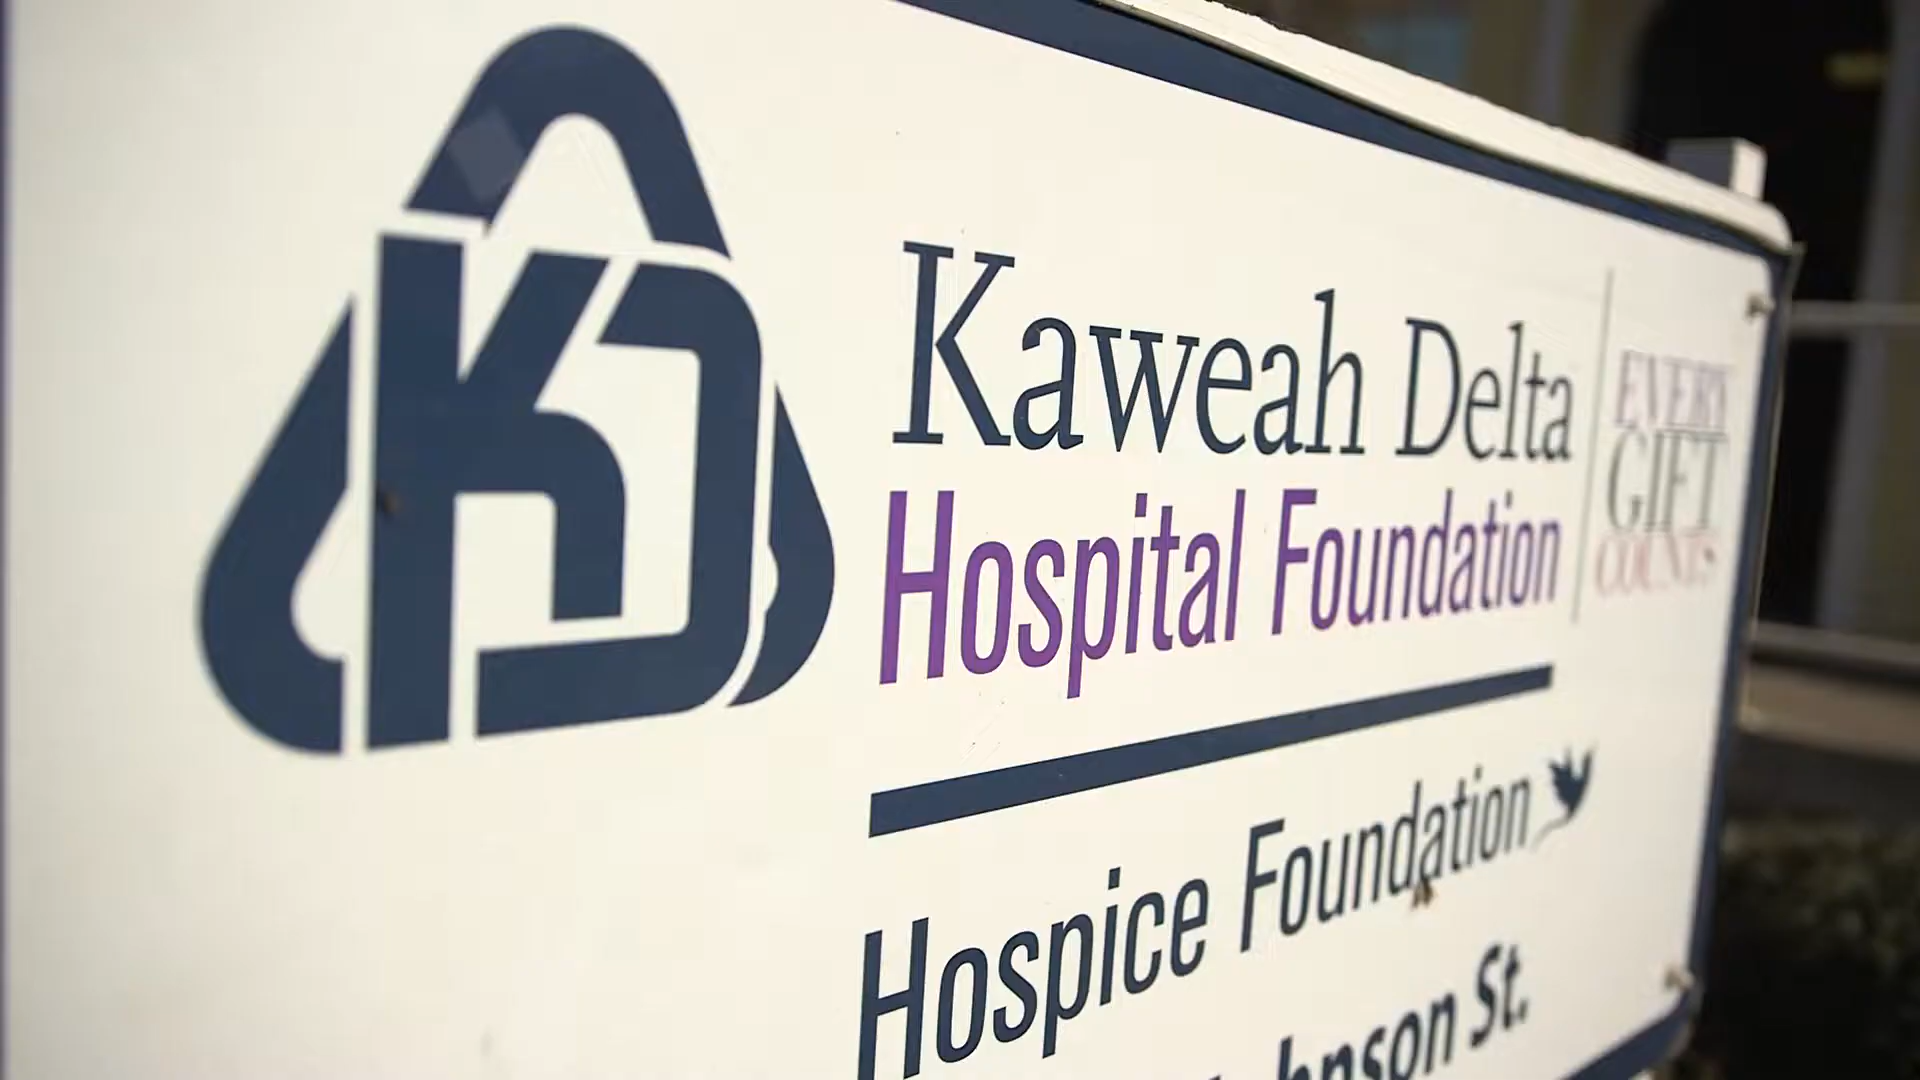 KD
Kaweah Delta
Hospital Foundation
EVERY
GIFT
COUNTS
Hospice Foundation
Johnson St.